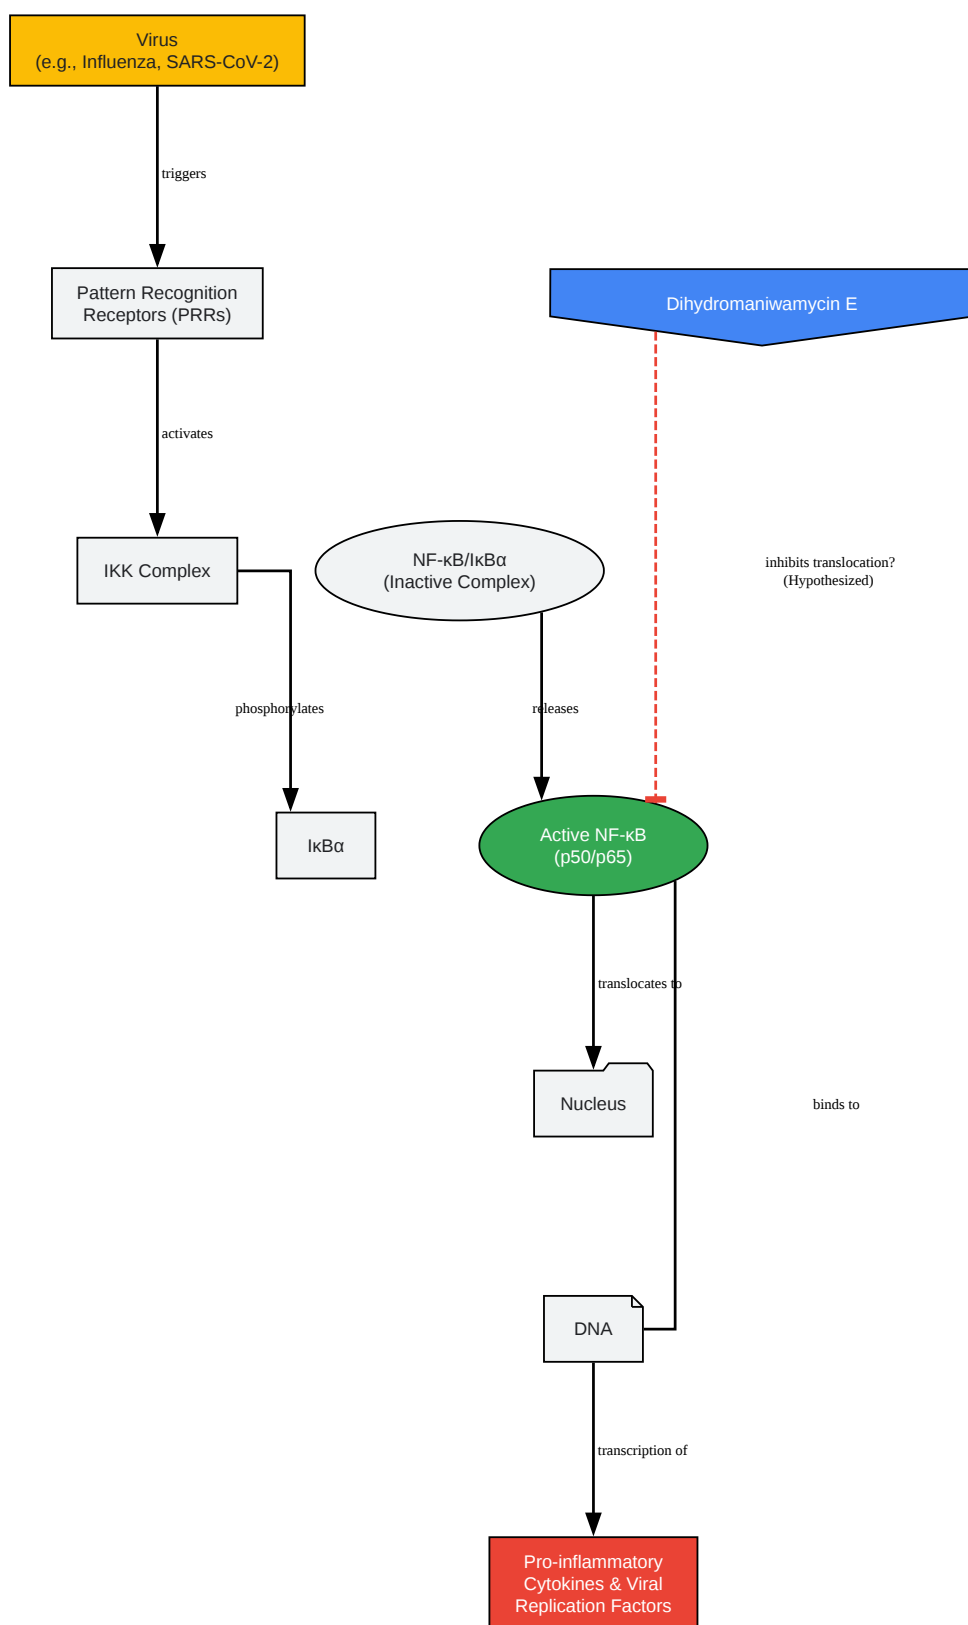 Virus
(e.g., Influenza, SARS-CoV-2)
triggers
Pattern Recognition
Receptors (PRRs)
Dihydromaniwamycin E
activates
IKK Complex
NF-κB/IκBα
(Inactive Complex)
inhibits translocation?
(Hypothesized)
phosphorylates
releases
IκBα
Active NF-κB
(p50/p65)
translocates to
Nucleus
binds to
DNA
transcription of
Pro-inflammatory
Cytokines & Viral
Replication Factors